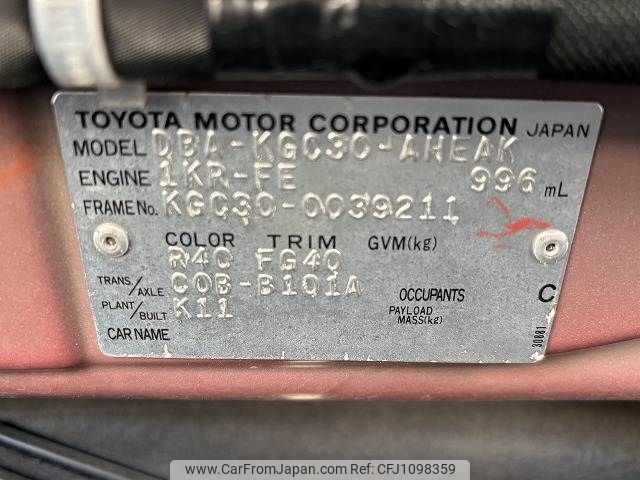 TOYOTA MOTOR CORPORATION JAPAN
MODEL DBA-KGC30-AHEAK
ENGINE 1KR-FE 996 mL
FRAME No. KGC30-0039211
COLOR TRIM GVM(kg)
R40 FG40
TRANS./AXLE C0B-B101A OCCUPANTS C
PLANT/BUILT K11 PAYLOAD MASS(kg)
CAR NAME
30881
www.CarFromJapan.com - CFJ1098359